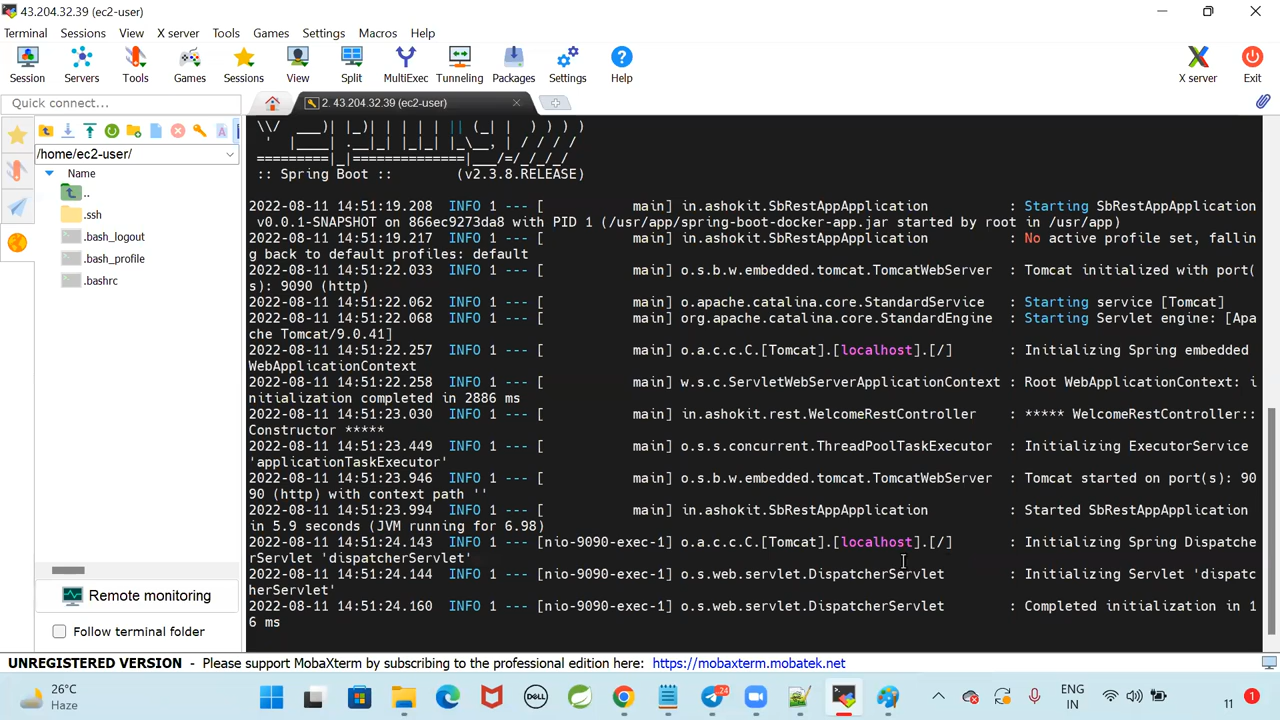 43.204.32.39 (ec2-user)
Terminal Sessions View X server Tools Games Settings Macros Help
Session Servers Tools Games Sessions View Split MultiExec Tunneling Packages Settings Help X server Exit
Quick connect...
2. 43.204.32.39 (ec2-user)
/home/ec2-user/
Name
..
.ssh
.bash_logout
.bash_profile
.bashrc
Remote monitoring
Follow terminal folder
\\/  ___)| |_)| | | | | || (_| |  ) ) ) )
'  |____| .__|_| |_|_| |_\__, | / / / /
=========|_|==============|___/=/_/_/_/
:: Spring Boot :: (v2.3.8.RELEASE)
2022-08-11 14:51:19.208 INFO 1 --- [ main] in.ashokit.SbRestAppApplication : Starting SbRestAppApplication
v0.0.1-SNAPSHOT on 866ec9273da8 with PID 1 (/usr/app/spring-boot-docker-app.jar started by root in /usr/app)
2022-08-11 14:51:19.217 INFO 1 --- [ main] in.ashokit.SbRestAppApplication : No active profile set, fallin
g back to default profiles: default
2022-08-11 14:51:22.033 INFO 1 --- [ main] o.s.b.w.embedded.tomcat.TomcatWebServer : Tomcat initialized with port(
s): 9090 (http)
2022-08-11 14:51:22.062 INFO 1 --- [ main] o.apache.catalina.core.StandardService : Starting service [Tomcat]
2022-08-11 14:51:22.068 INFO 1 --- [ main] org.apache.catalina.core.StandardEngine : Starting Servlet engine: [Apa
che Tomcat/9.0.41]
2022-08-11 14:51:22.257 INFO 1 --- [ main] o.a.c.c.C.[Tomcat].[localhost].[/] : Initializing Spring embedded
WebApplicationContext
2022-08-11 14:51:22.258 INFO 1 --- [ main] w.s.c.ServletWebServerApplicationContext : Root WebApplicationContext: i
nitialization completed in 2886 ms
2022-08-11 14:51:23.030 INFO 1 --- [ main] in.ashokit.rest.WelcomeRestController : ***** WelcomeRestController::
Constructor *****
2022-08-11 14:51:23.449 INFO 1 --- [ main] o.s.s.concurrent.ThreadPoolTaskExecutor : Initializing ExecutorService
'applicationTaskExecutor'
2022-08-11 14:51:23.946 INFO 1 --- [ main] o.s.b.w.embedded.tomcat.TomcatWebServer : Tomcat started on port(s): 90
90 (http) with context path ''
2022-08-11 14:51:23.994 INFO 1 --- [ main] in.ashokit.SbRestAppApplication : Started SbRestAppApplication
in 5.9 seconds (JVM running for 6.98)
2022-08-11 14:51:24.143 INFO 1 --- [nio-9090-exec-1] o.a.c.c.C.[Tomcat].[localhost].[/] : Initializing Spring Dispatche
rServlet 'dispatcherServlet'
2022-08-11 14:51:24.144 INFO 1 --- [nio-9090-exec-1] o.s.web.servlet.DispatcherServlet : Initializing Servlet 'dispatc
herServlet'
2022-08-11 14:51:24.160 INFO 1 --- [nio-9090-exec-1] o.s.web.servlet.DispatcherServlet : Completed initialization in 1
6 ms
UNREGISTERED VERSION - Please support MobaXterm by subscribing to the professional edition here: https://mobaxterm.mobatek.net
26°C
Haze
DELL
24
ENG
IN
11
1